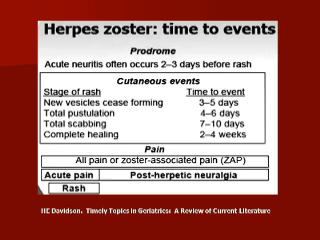 Herpes zoster: time to events
Prodrome
Acute neuritis often occurs 2–3 days before rash
Cutaneous events
Stage of rash Time to event
New vesicles cease forming 3–5 days
Total pustulation 4–6 days
Total scabbing 7–10 days
Complete healing 2–4 weeks
Pain
All pain or zoster-associated pain (ZAP)
Acute pain Post-herpetic neuralgia
Rash
HE Davidson. Timely Topics in Geriatrics: A Review of Current Literature